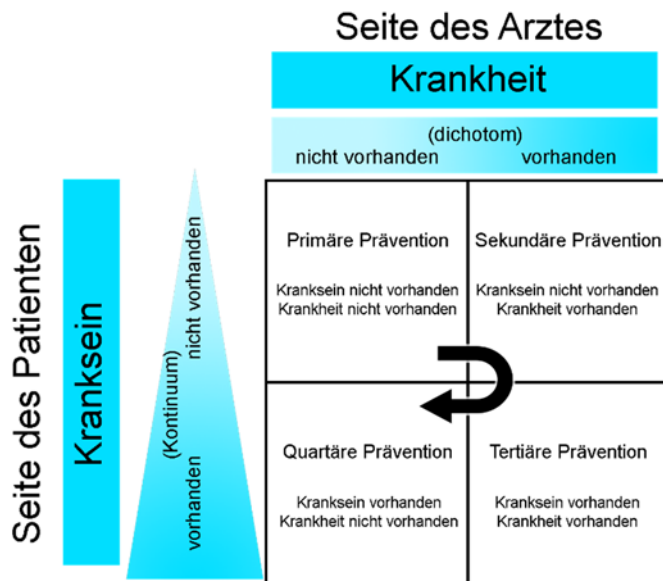 Seite des Arztes
Krankheit
(dichotom)
nicht vorhanden vorhanden
Seite des Patienten
Kranksein
(Kontinuum)
nicht vorhanden
vorhanden
Primäre Prävention
Kranksein nicht vorhanden
Krankheit nicht vorhanden
Sekundäre Prävention
Kranksein nicht vorhanden
Krankheit vorhanden
Quartäre Prävention
Kranksein vorhanden
Krankheit nicht vorhanden
Tertiäre Prävention
Kranksein vorhanden
Krankheit vorhanden